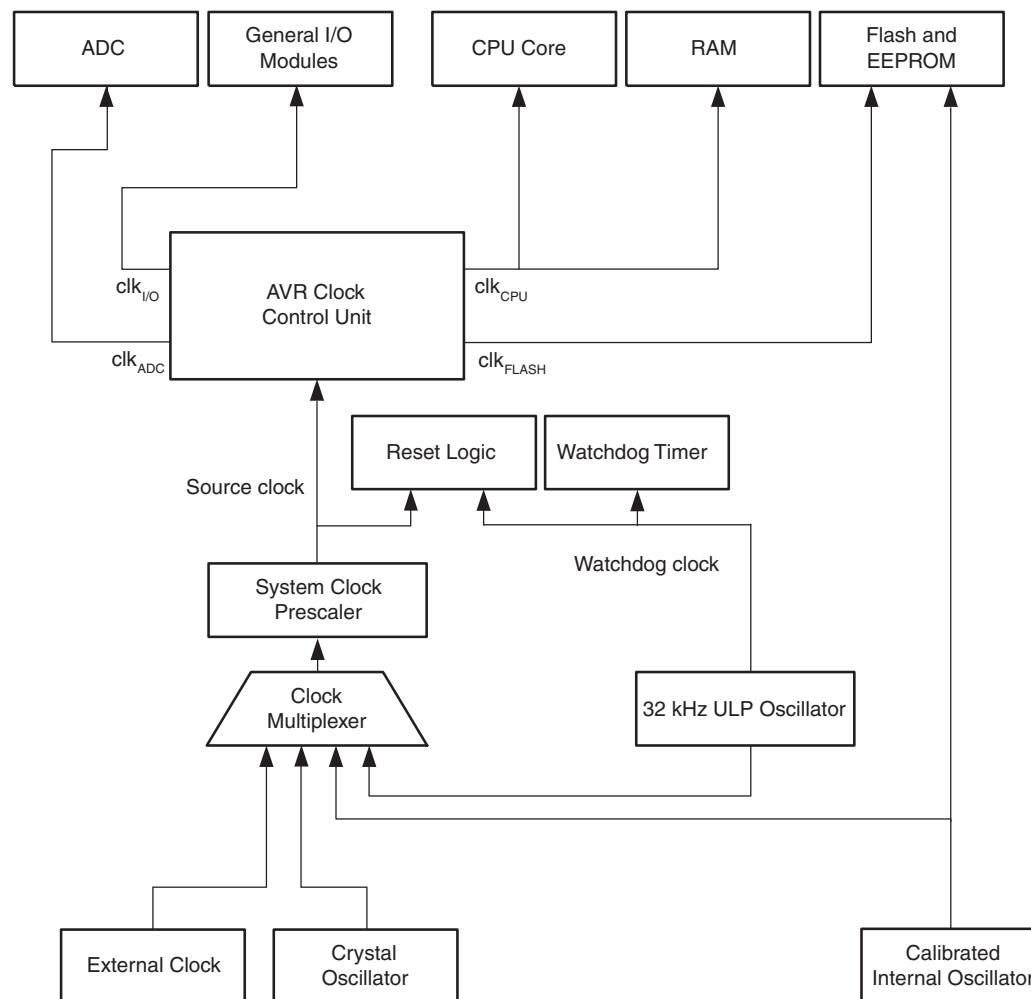 ADC
General I/O
Modules
CPU Core
RAM
Flash and
EEPROM
clkI/O
AVR Clock
Control Unit
clkCPU
clkADC
clkFLASH
Reset Logic
Watchdog Timer
Source clock
Watchdog clock
System Clock
Prescaler
Clock
Multiplexer
32 kHz ULP Oscillator
External Clock
Crystal
Oscillator
Calibrated
Internal Oscillator